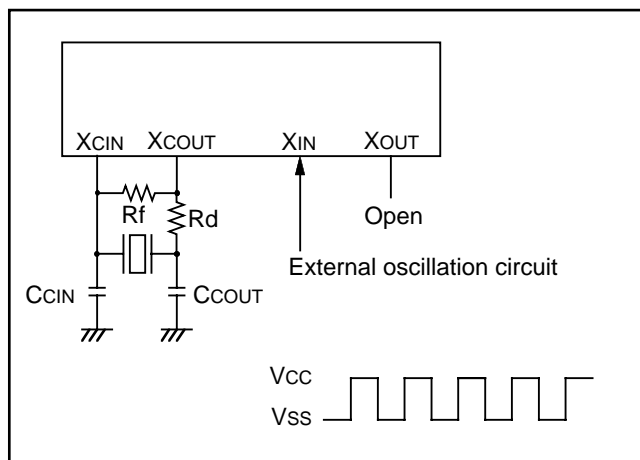 XCIN XCOUT XIN XOUT
Rf
Rd
Open
External oscillation circuit
CCIN CCOUT
VCC
VSS